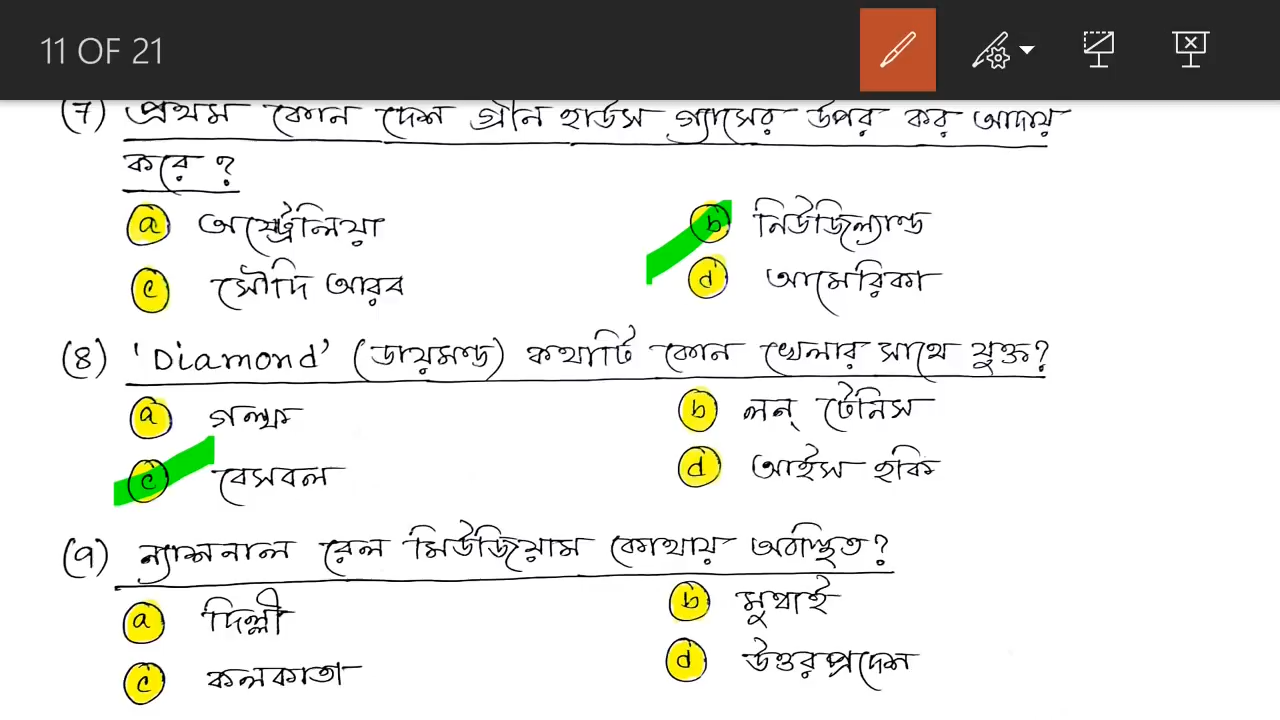 11 OF 21
(7) প্রথম কোন দেশ গ্রীন হাউস গ্যাসের উপর কর আদায়
করে ?
a অস্ট্রেলিয়া b নিউজিল্যান্ড
c সৌদি আরব d আমেরিকা
(8) 'Diamond' (ডায়মন্ড) কথাটি কোন খেলার সাথে যুক্ত?
a গল্ফ b লন্ টেনিস
c বেসবল d আইস হকি
(9) ন্যাশনাল রেল মিউজিয়াম কোথায় অবস্থিত?
a দিল্লী b মুম্বাই
c কলকাতা d উত্তরপ্রদেশ